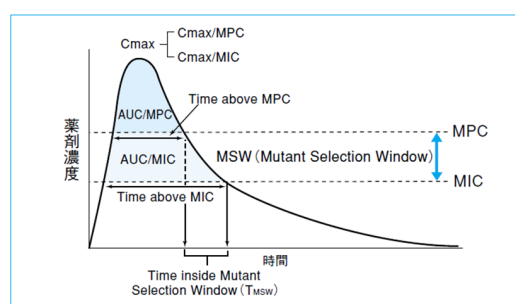 Cmax
Cmax/MPC
Cmax/MIC
Time above MPC
AUC/MPC
MPC
AUC/MIC
MSW(Mutant Selection Window)
MIC
Time above MIC
薬剤濃度
時間
Time inside Mutant
Selection Window(TMSW)